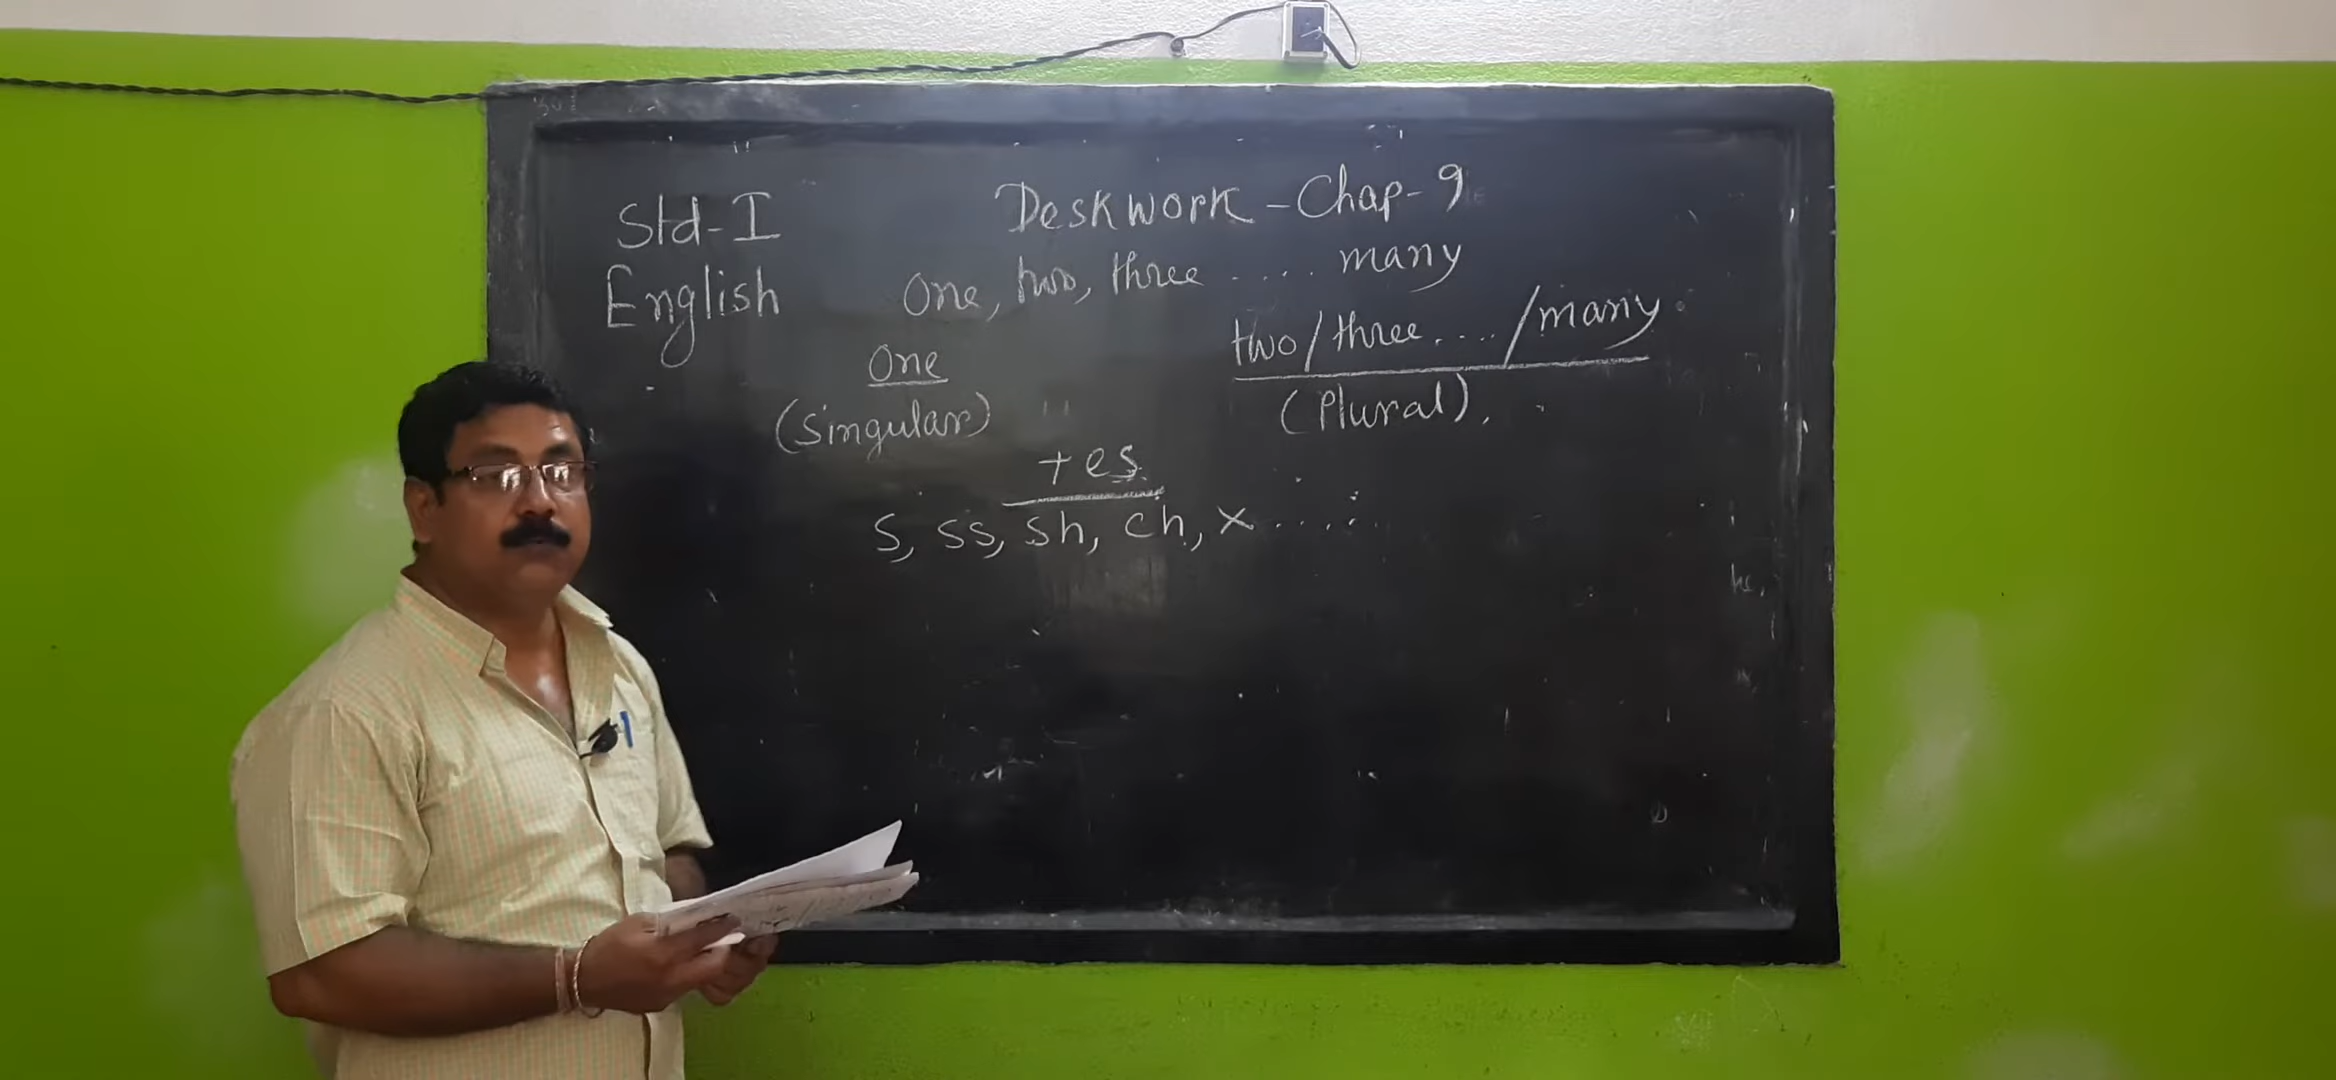 Std-I
English
Deskwork - Chap-9
One, two, three .... many
One
(Singular)
two/three..../many.
(Plural).
+es
s, ss, sh, ch, x .....